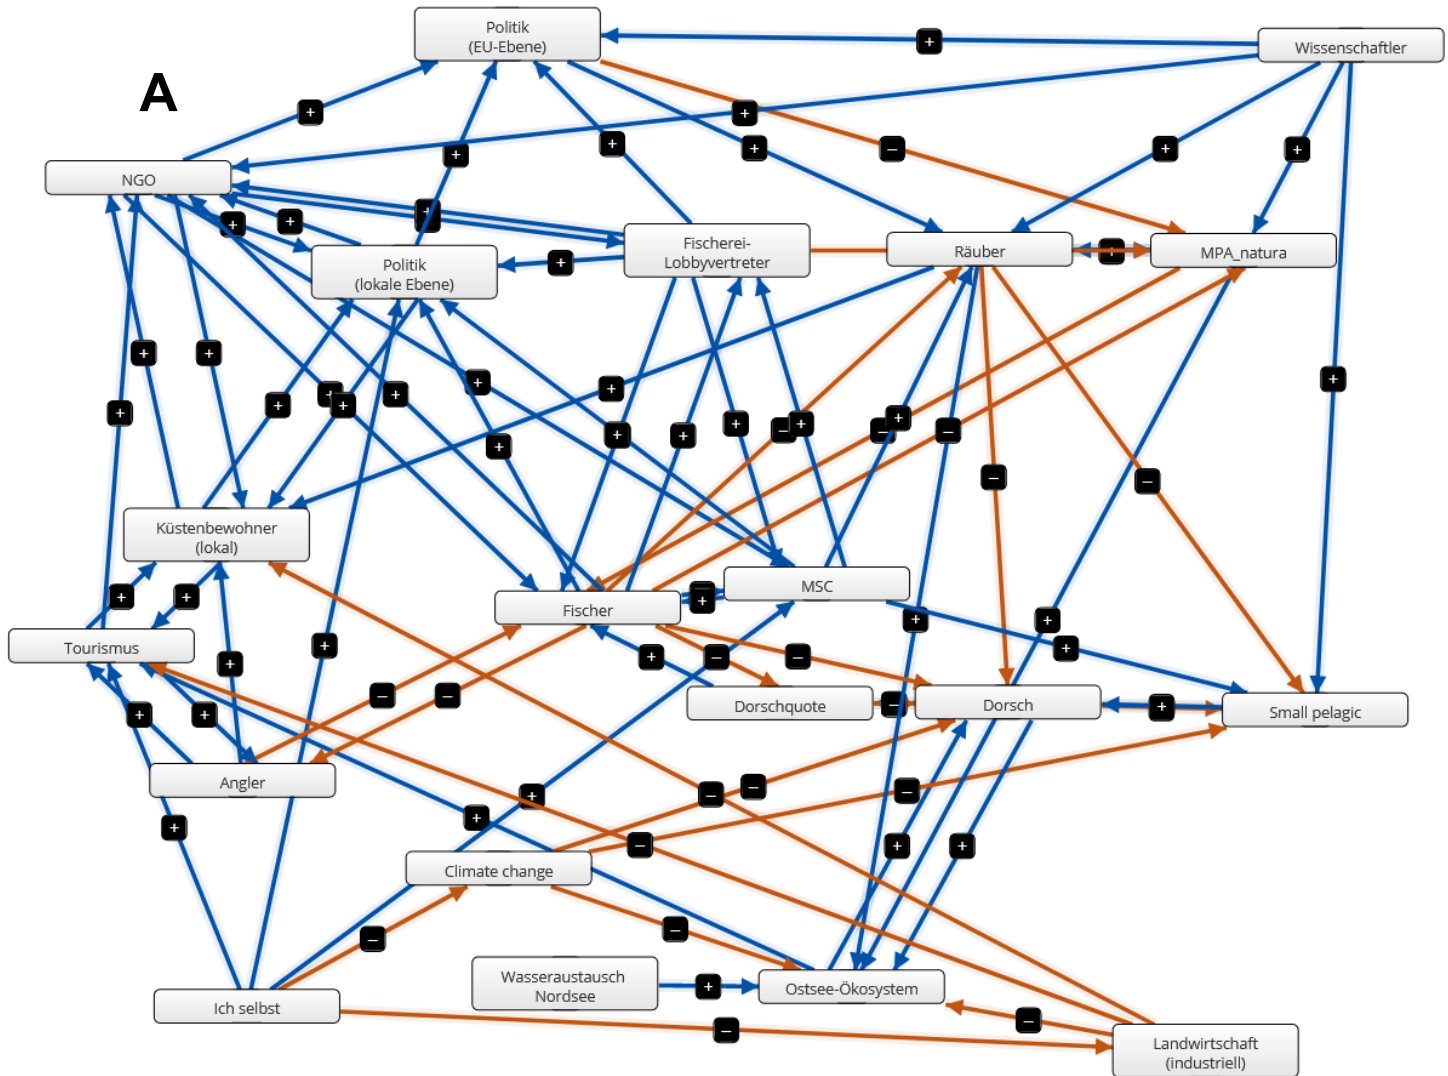 Politik
(EU-Ebene)
Wissenschaftler
A
NGO
Politik
(lokale Ebene)
Fischerei-
Lobbyvertreter
Räuber
MPA_natura
Küstenbewohner
(lokal)
MSC
Fischer
Tourismus
Dorschquote
Dorsch
Small pelagic
Angler
Climate change
Wasseraustausch
Nordsee
Ostsee-Ökosystem
Ich selbst
Landwirtschaft
(industriell)